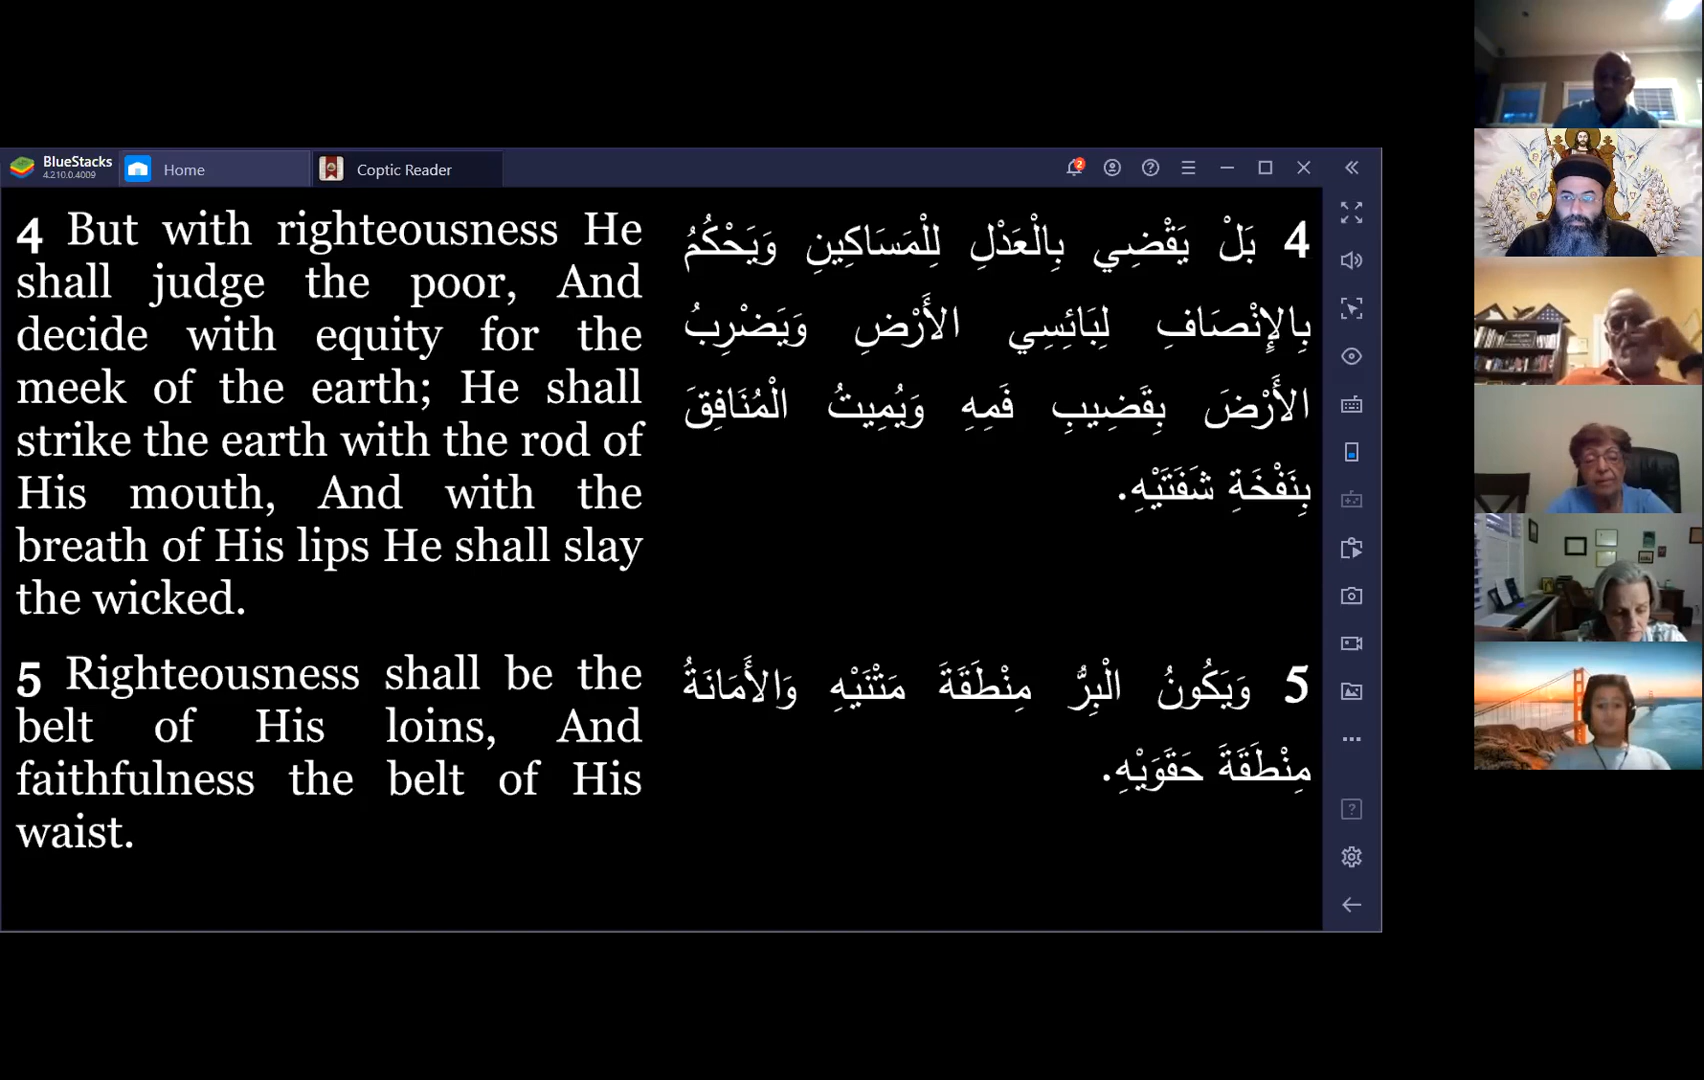 BlueStacks
4.210.0.4009
Home
Coptic Reader
2
4 But with righteousness He
shall judge the poor, And
decide with equity for the
meek of the earth; He shall
strike the earth with the rod of
His mouth, And with the
breath of His lips He shall slay
the wicked.
4 بَلْ يَقْضِي بِالْعَدْلِ لِلْمَسَاكِينِ وَيَحْكُمُ
بِالإِنْصَافِ لِبَائِسِي الأَرْضِ وَيَضْرِبُ
الأَرْضَ بِقَضِيبِ فَمِهِ وَيُمِيتُ الْمُنَافِقَ
بِنَفْخَةِ شَفَتَيْهِ.
5 Righteousness shall be the
belt of His loins, And
faithfulness the belt of His
waist.
5 وَيَكُونُ الْبِرُّ مِنْطَقَةَ مَتْنَيْهِ وَالأَمَانَةُ
مِنْطَقَةَ حَقَوَيْهِ.